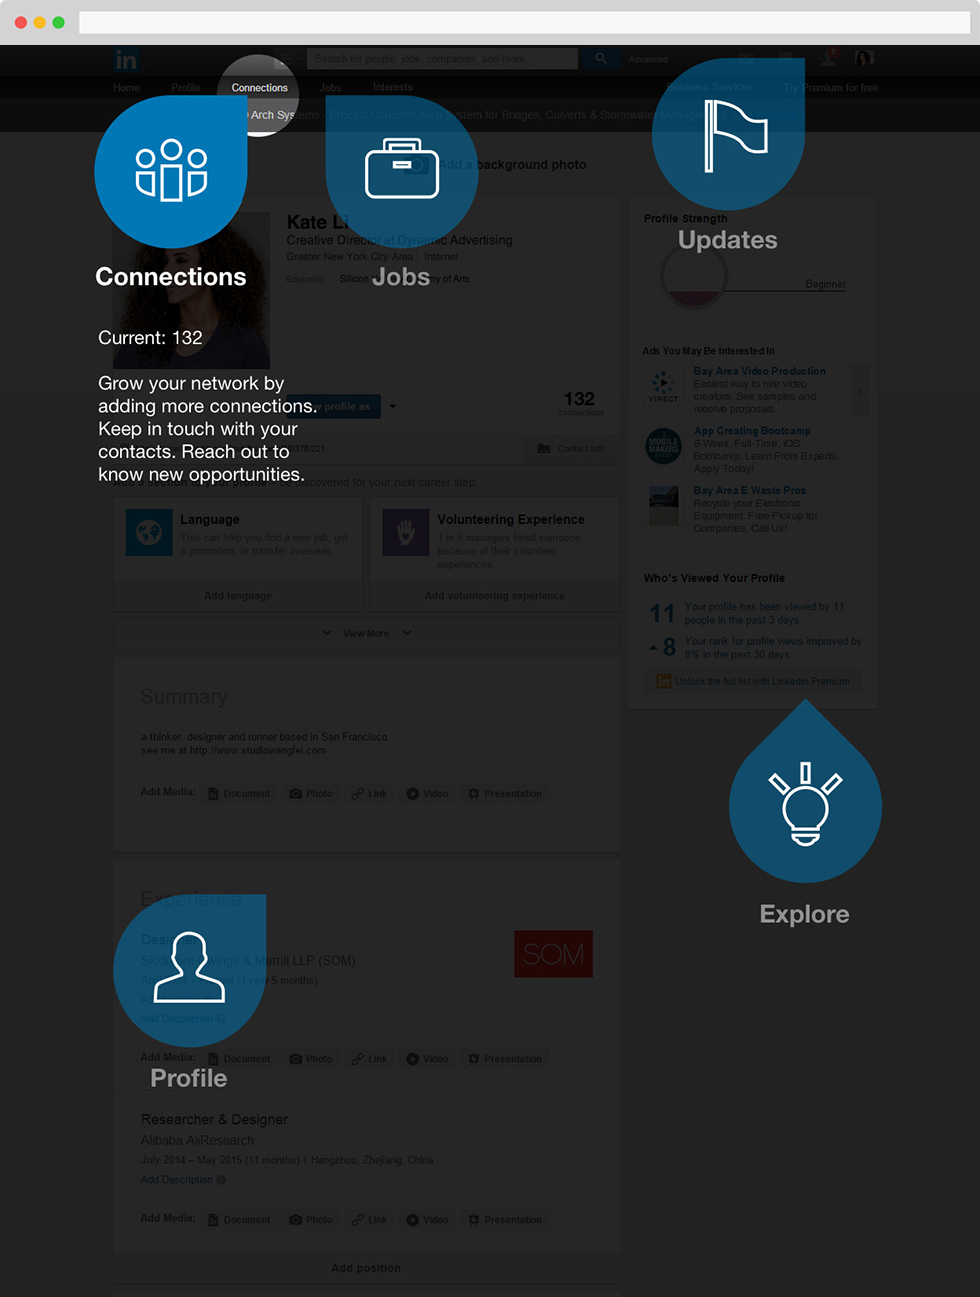 in
Search for people, jobs, companies, and more...
Advanced
Home
Profile
Connections
Jobs
Interests
Business Services
Try Premium for free
Arch Systems - Precast Concrete Arch System for Bridges, Culverts & Stormwater Management.
Add a background photo
Connections
Current: 132
Grow your network by
adding more connections.
Keep in touch with your
contacts. Reach out to
know new opportunities.
Jobs
Updates
Kate Li
Creative Director at Dynamic Advertising
Greater New York City Area | Internet
Education
Silicon
my of Arts
profile as
132
connections
78/221
Contact Info
Profile Strength
Beginner
Ads You May Be Interested In
VIRECT
Bay Area Video Production
Easiest way to hire video
creators. See samples and
receive proposals.
MOBILE
MAKERS
App Creating Bootcamp
8-Week, Full-Time, iOS
Bootcamp. Learn From Experts.
Apply Today!
Bay Area E Waste Pros
Recycle your Electronic
Equipment. Free Pickup for
Companies, Call Us!
Add a section to your profile – be discovered for your next career step.
Language
This can help you find a new job, get
a promotion, or transfer overseas.
Add language
Volunteering Experience
1 in 5 managers hired someone
because of their volunteer
experiences.
Add volunteering experience
View More
Who's Viewed Your Profile
11 Your profile has been viewed by 11
people in the past 3 days.
8 Your rank for profile views improved by
6% in the past 30 days.
in Unlock the full list with LinkedIn Premium
Summary
a thinker, designer and runner based in San Francisco.
see me at http://www.studiowangfei.com
Add Media: Document Photo Link Video Presentation
Explore
Experience
Designer
Skidmore, Owings & Merrill LLP (SOM)
(1 year 5 months)
Add Description
SOM
Add Media: Document Photo Link Video Presentation
Profile
Researcher & Designer
Alibaba AliResearch
July 2014 – May 2015 (11 months) | Hangzhou, Zhejiang, China
Add Description
Add Media: Document Photo Link Video Presentation
Add position